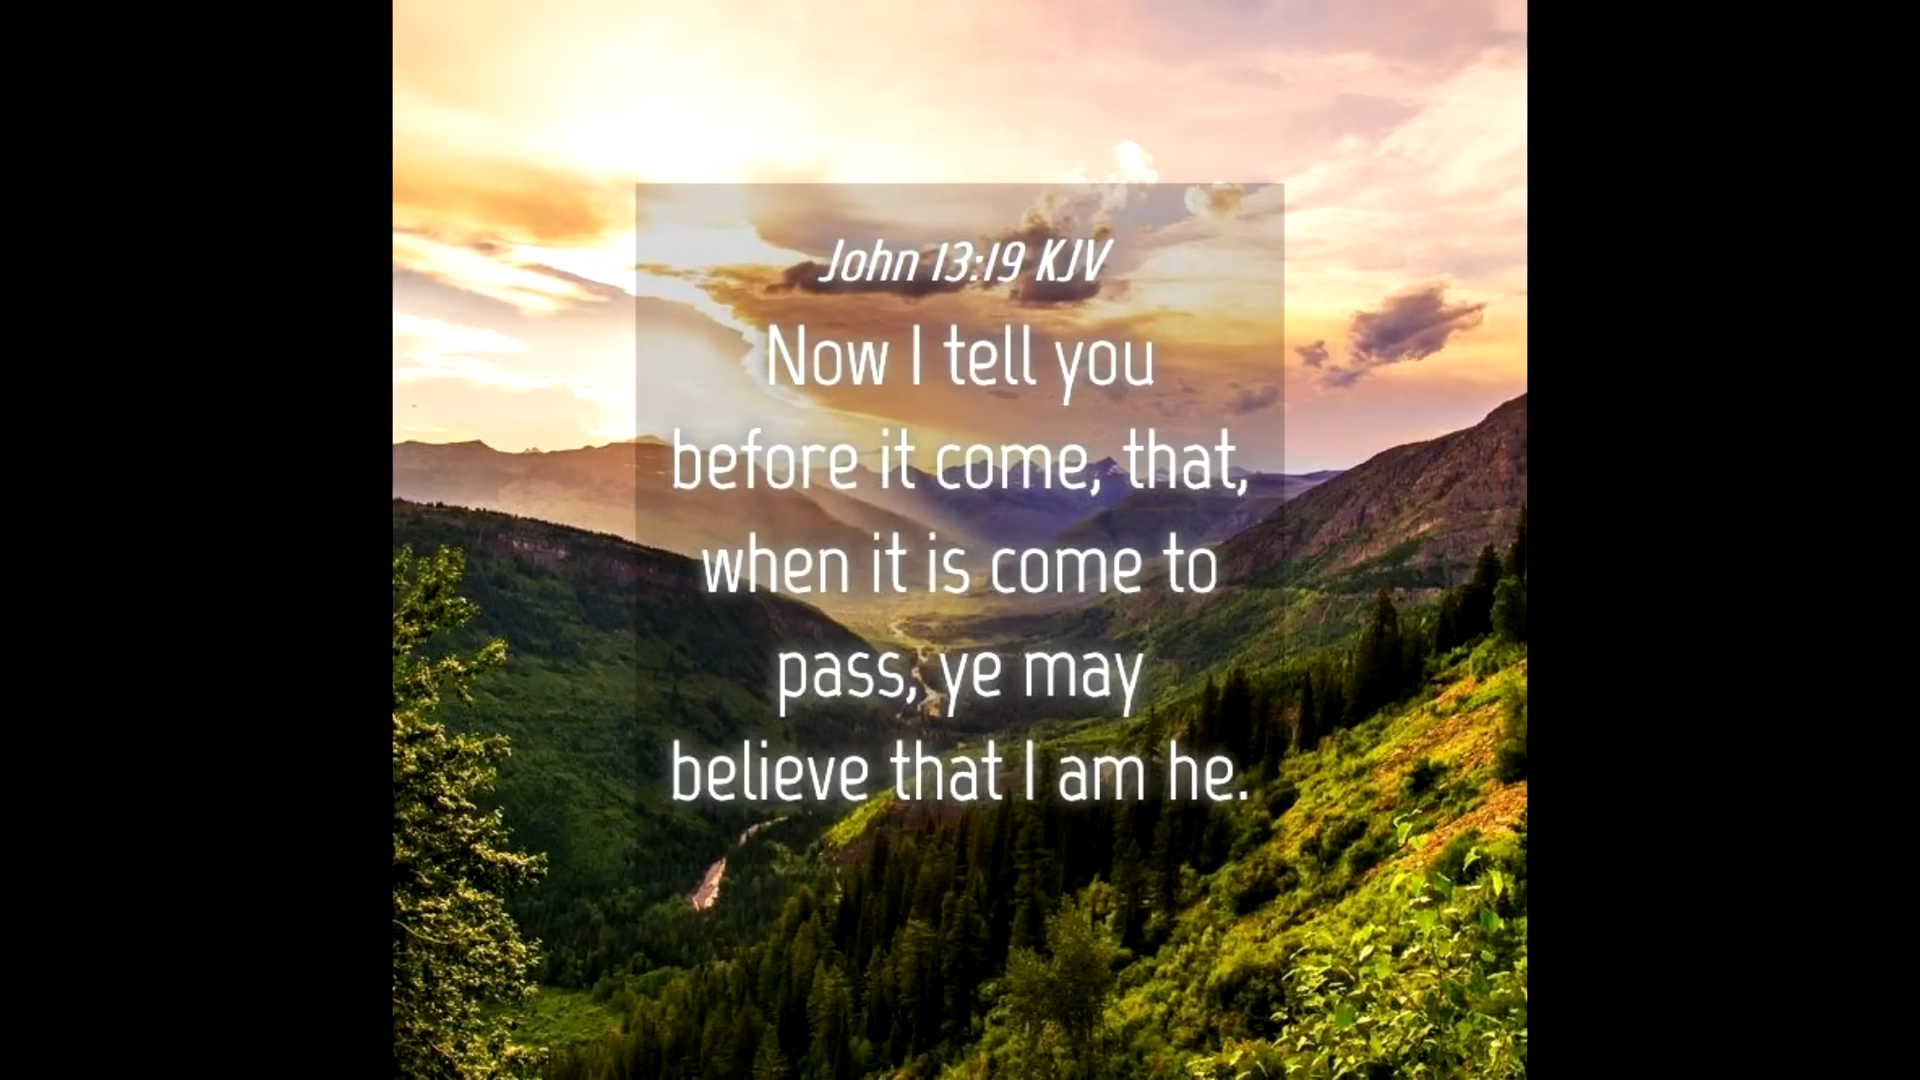 John 13:19 KJV
Now I tell you
before it come, that,
when it is come to
pass, ye may
believe that I am he.